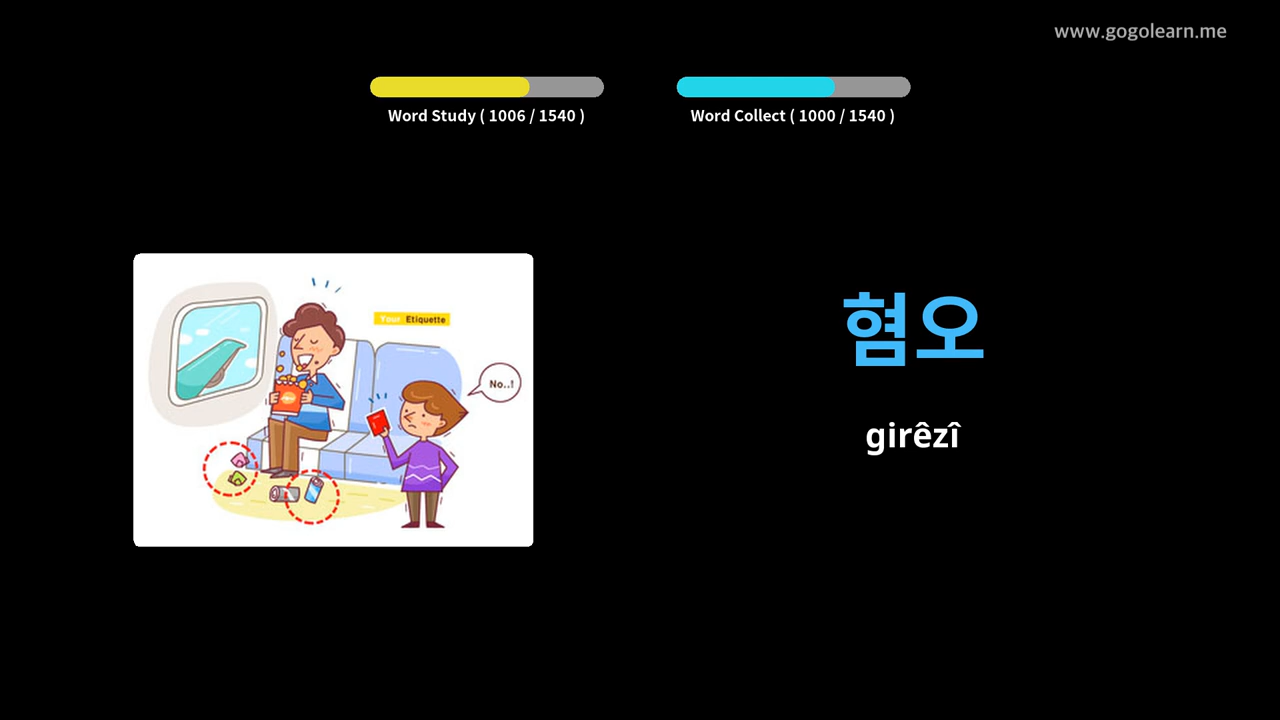 www.gogolearn.me
Word Study ( 1006 / 1540 )
Word Collect ( 1000 / 1540 )
Your Etiquette
No..!
혐오
girêzî